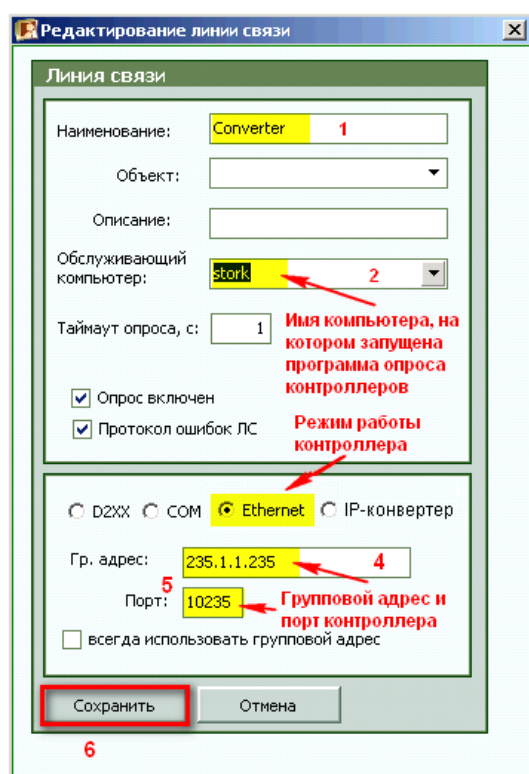 Редактирование линии связи
Линия связи
Наименование: Converter 1
Объект:
Описание:
Обслуживающий компьютер: stork 2
Таймаут опроса, с: 1
Имя компьютера, на
котором запущена
программа опроса
контроллеров
Опрос включен
Протокол ошибок ЛС
Режим работы
контроллера
D2XX COM Ethernet IP-конвертер
Гр. адрес: 235.1.1.235 4
5
Порт: 10235
Групповой адрес и
порт контроллера
всегда использовать групповой адрес
Сохранить Отмена
6